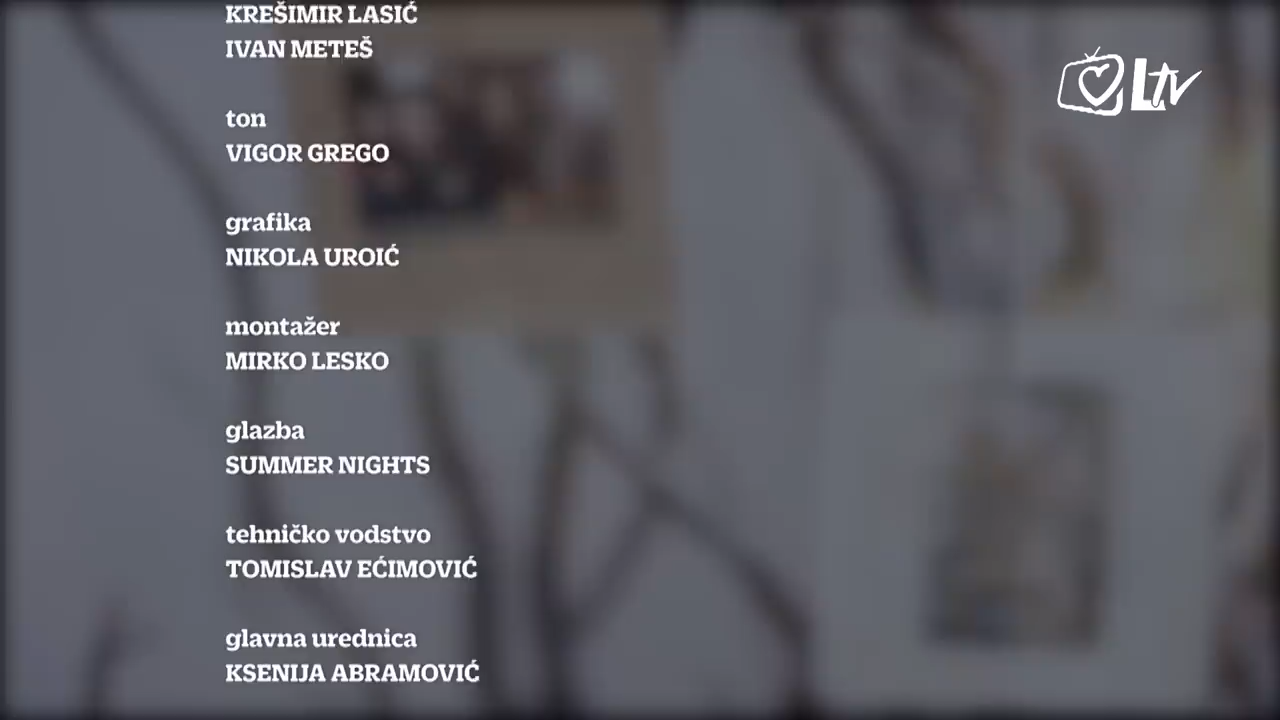 KREŠIMIR LASIĆ
IVAN METEŠ
ton
VIGOR GREGO
grafika
NIKOLA UROIĆ
montažer
MIRKO LESKO
glazba
SUMMER NIGHTS
tehničko vodstvo
TOMISLAV EĆIMOVIĆ
glavna urednica
KSENIJA ABRAMOVIĆ
Ltv